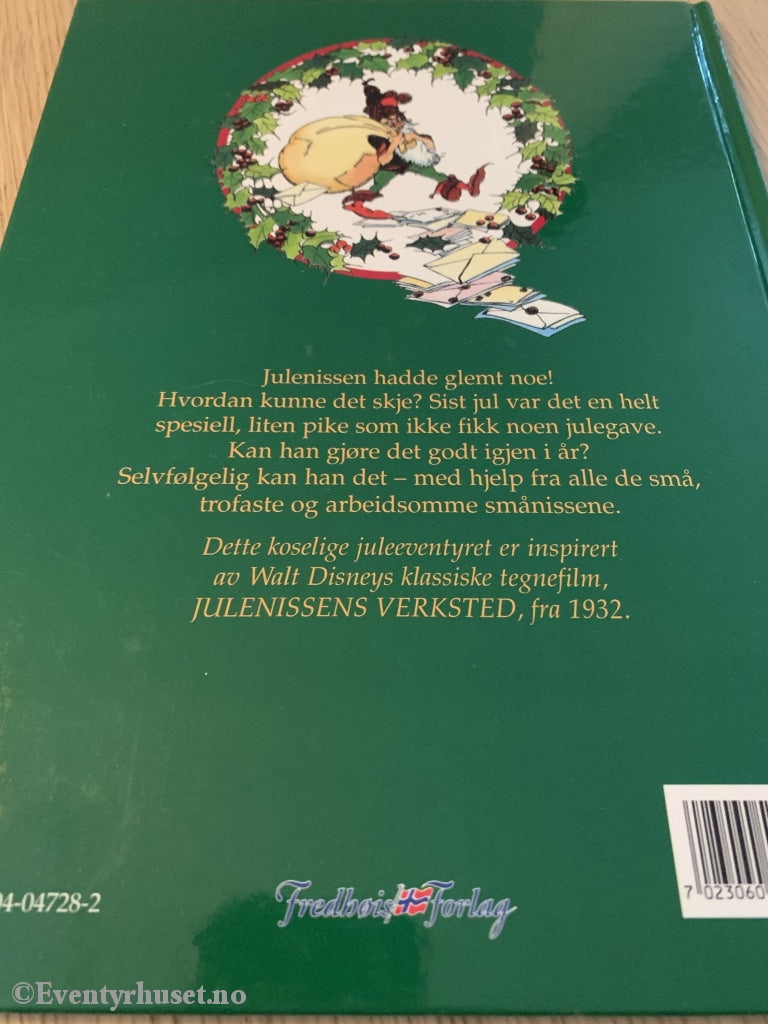 Julenissen hadde glemt noe!
Hvordan kunne det skje? Sist jul var det en helt
spesiell, liten pike som ikke fikk noen julegave.
Kan han gjøre det godt igjen i år?
Selvfølgelig kan han det – med hjelp fra alle de små,
trofaste og arbeidsomme smånissene.
Dette koselige juleeventyret er inspirert
av Walt Disneys klassiske tegnefilm,
JULENISSENS VERKSTED, fra 1932.
04-04728-2
Fredhøis Forlag
7 023060
©Eventyrhuset.no